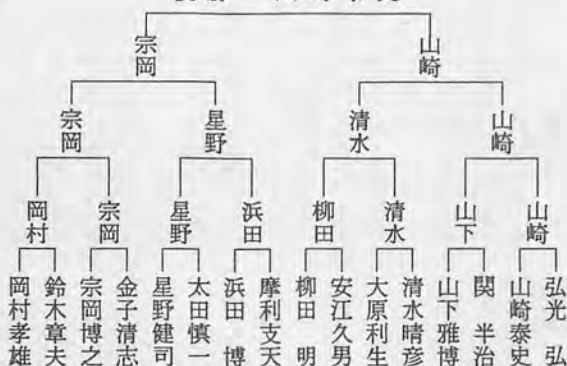 宗岡 山崎
宗岡 星野 清水 山崎
岡村 宗岡 星野 浜田 柳田 清水 山下 山崎
岡村孝雄
鈴木章夫
宗岡博之
金子清志
星野健司
太田慎一
浜田 博
摩利支天
柳田 明
安江久男
大原利生
清水晴彦
山下雅博
関 半治
山崎泰史
弘光 弘